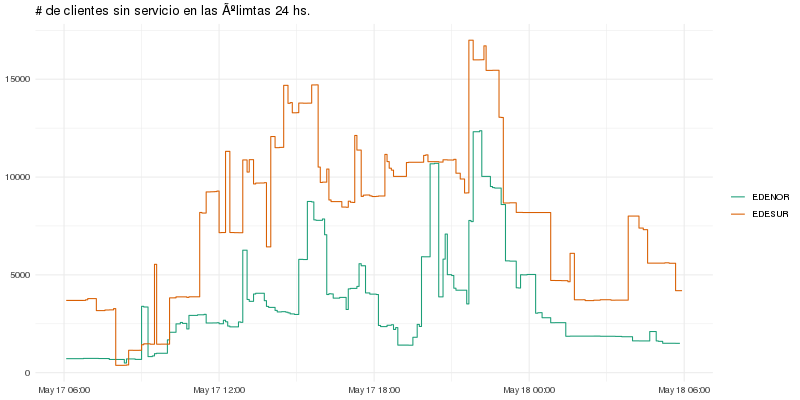 # de clientes sin servicio en las Ãºlimtas 24 hs.
15000
10000
5000
0
May 17 06:00
May 17 12:00
May 17 18:00
May 18 00:00
May 18 06:00
EDENOR
EDESUR